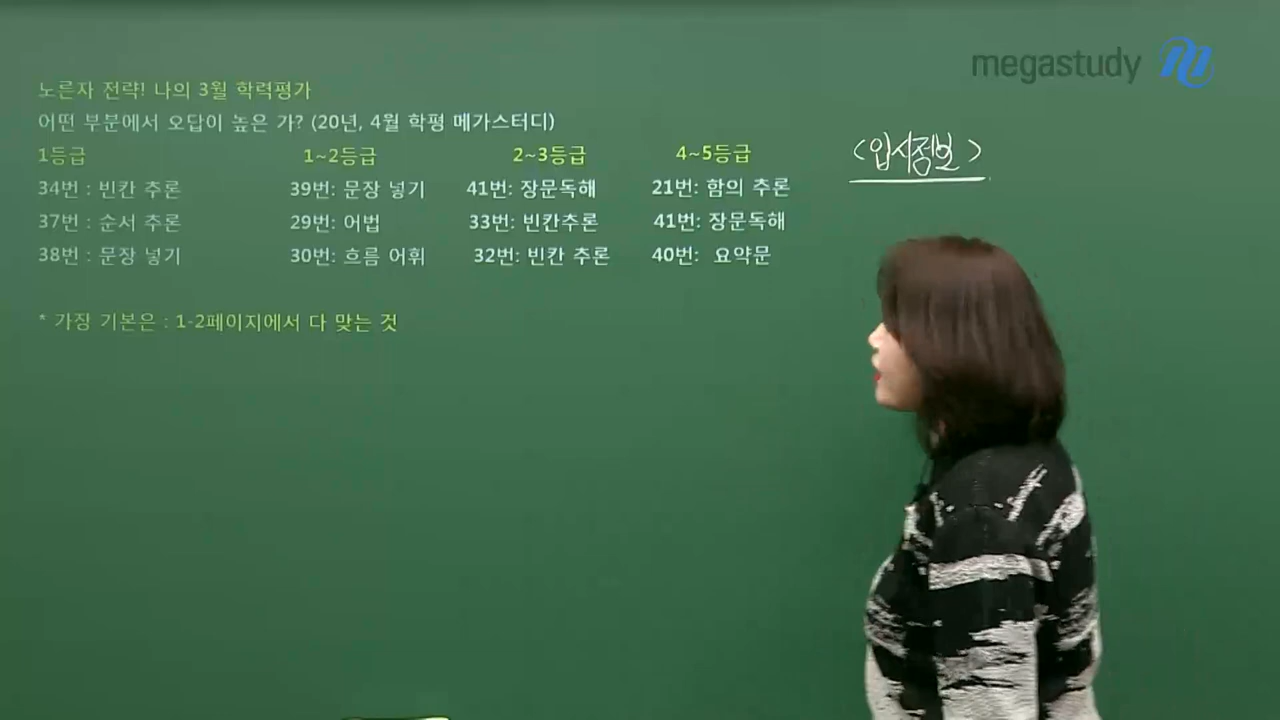 megastudy
노른자 전략! 나의 3월 학력평가
어떤 부분에서 오답이 높은 가? (20년, 4월 학평 메가스터디)
1등급 1~2등급 2~3등급 4~5등급
34번 : 빈칸 추론 39번: 문장 넣기 41번: 장문독해 21번: 함의 추론
37번 : 순서 추론 29번: 어법 33번: 빈칸추론 41번: 장문독해
38번 : 문장 넣기 30번: 흐름 어휘 32번: 빈칸 추론 40번: 요약문
* 가장 기본은 : 1-2페이지에서 다 맞는 것
<입시정보>